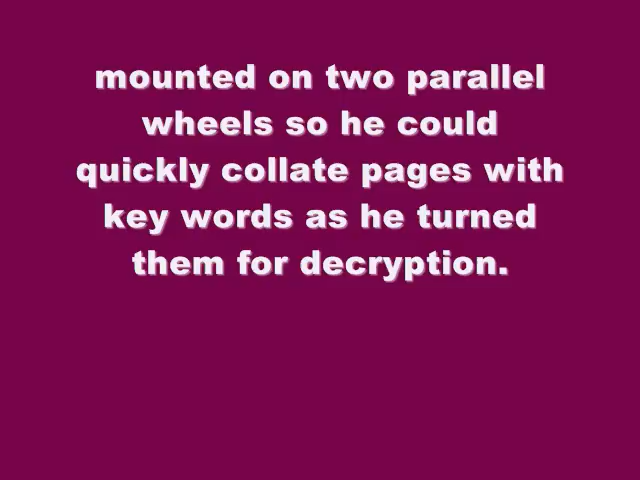 mounted on two parallel
wheels so he could
quickly collate pages with
key words as he turned
them for decryption.